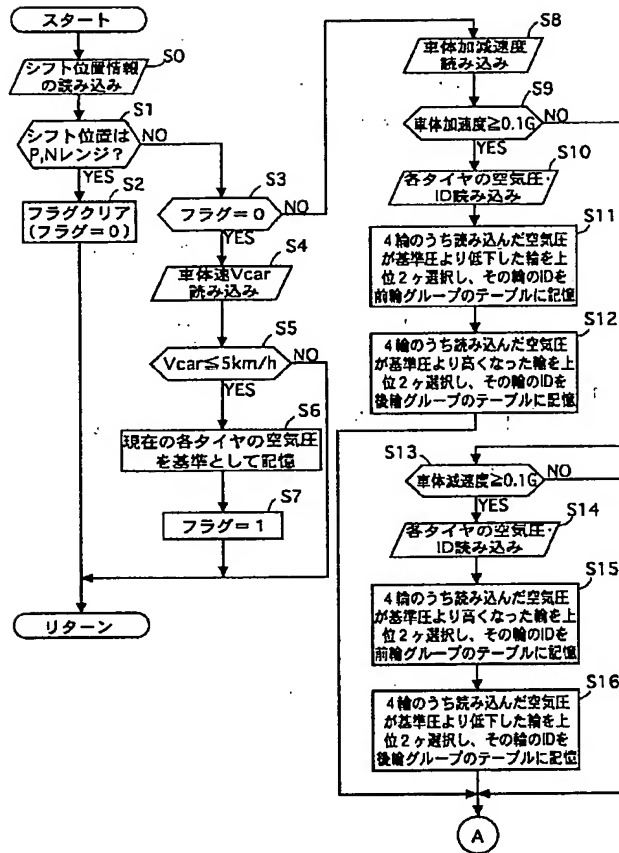 スタート
S0
シフト位置情報
の読み込み
S1
シフト位置は
P,Nレンジ？
NO
YES
S2
フラグクリア
(フラグ=0)
S3
フラグ=0
NO
YES
S4
車体速Vcar
読み込み
S5
Vcar≦5km/h
NO
YES
S6
現在の各タイヤの空気圧
を基準として記憶
S7
フラグ=1
リターン
S8
車体加減速度
読み込み
S9
車体加速度≧0.1G
NO
YES
S10
各タイヤの空気圧・
ID読み込み
S11
4輪のうち読み込んだ空気圧
が基準圧より低下した輪を上
位2ヶ選択し、その輪のIDを
前輪グループのテーブルに記憶
S12
4輪のうち読み込んだ空気圧
が基準圧より高くなった輪を上
位2ヶ選択し、その輪のIDを
後輪グループのテーブルに記憶
S13
車体減速度≧0.1G
NO
YES
S14
各タイヤの空気圧・
ID読み込み
S15
4輪のうち読み込んだ空気圧
が基準圧より高くなった輪を上
位2ヶ選択し、その輪のIDを
前輪グループのテーブルに記憶
S16
4輪のうち読み込んだ空気圧
が基準圧より低下した輪を上
位2ヶ選択し、その輪のIDを
後輪グループのテーブルに記憶
A